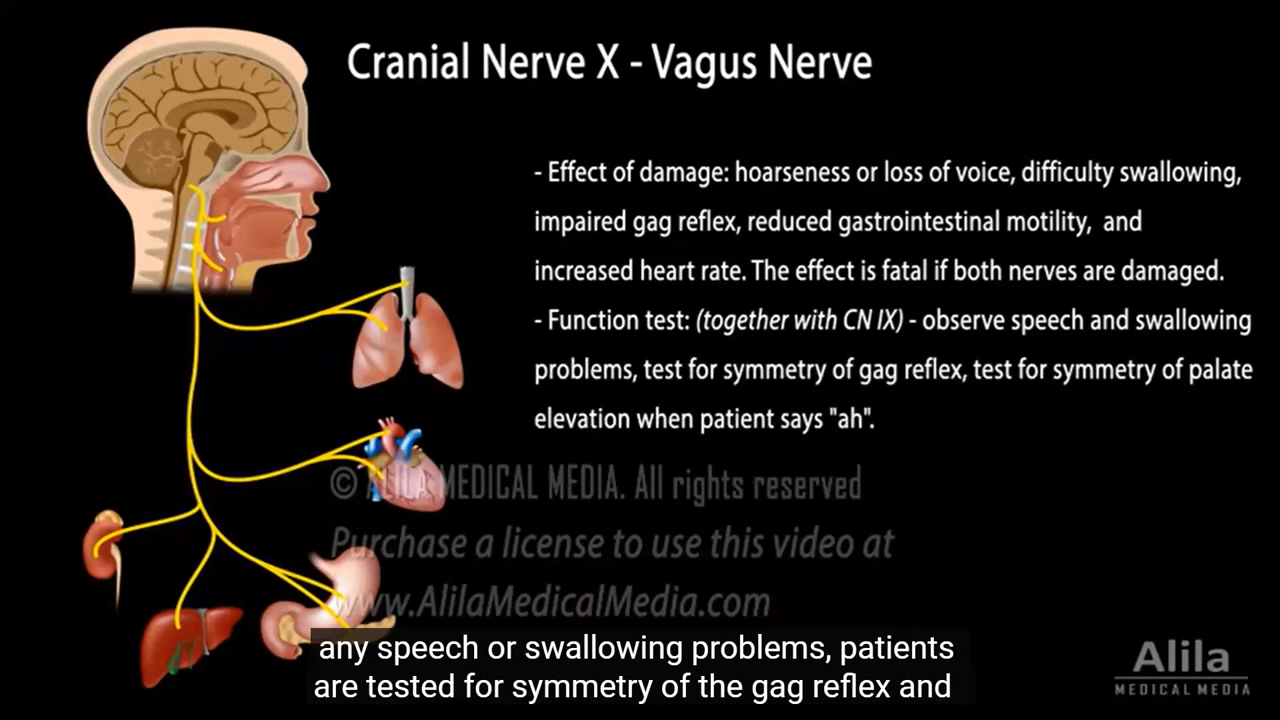 Cranial Nerve X - Vagus Nerve
- Effect of damage: hoarseness or loss of voice, difficulty swallowing,
impaired gag reflex, reduced gastrointestinal motility, and
increased heart rate. The effect is fatal if both nerves are damaged.
- Function test: (together with CN IX) - observe speech and swallowing
problems, test for symmetry of gag reflex, test for symmetry of palate
elevation when patient says "ah".
© ALILA MEDICAL MEDIA. All rights reserved
Purchase a license to use this video at
www.AlilaMedicalMedia.com
any speech or swallowing problems, patients
are tested for symmetry of the gag reflex and
Alila
MEDICAL MEDIA